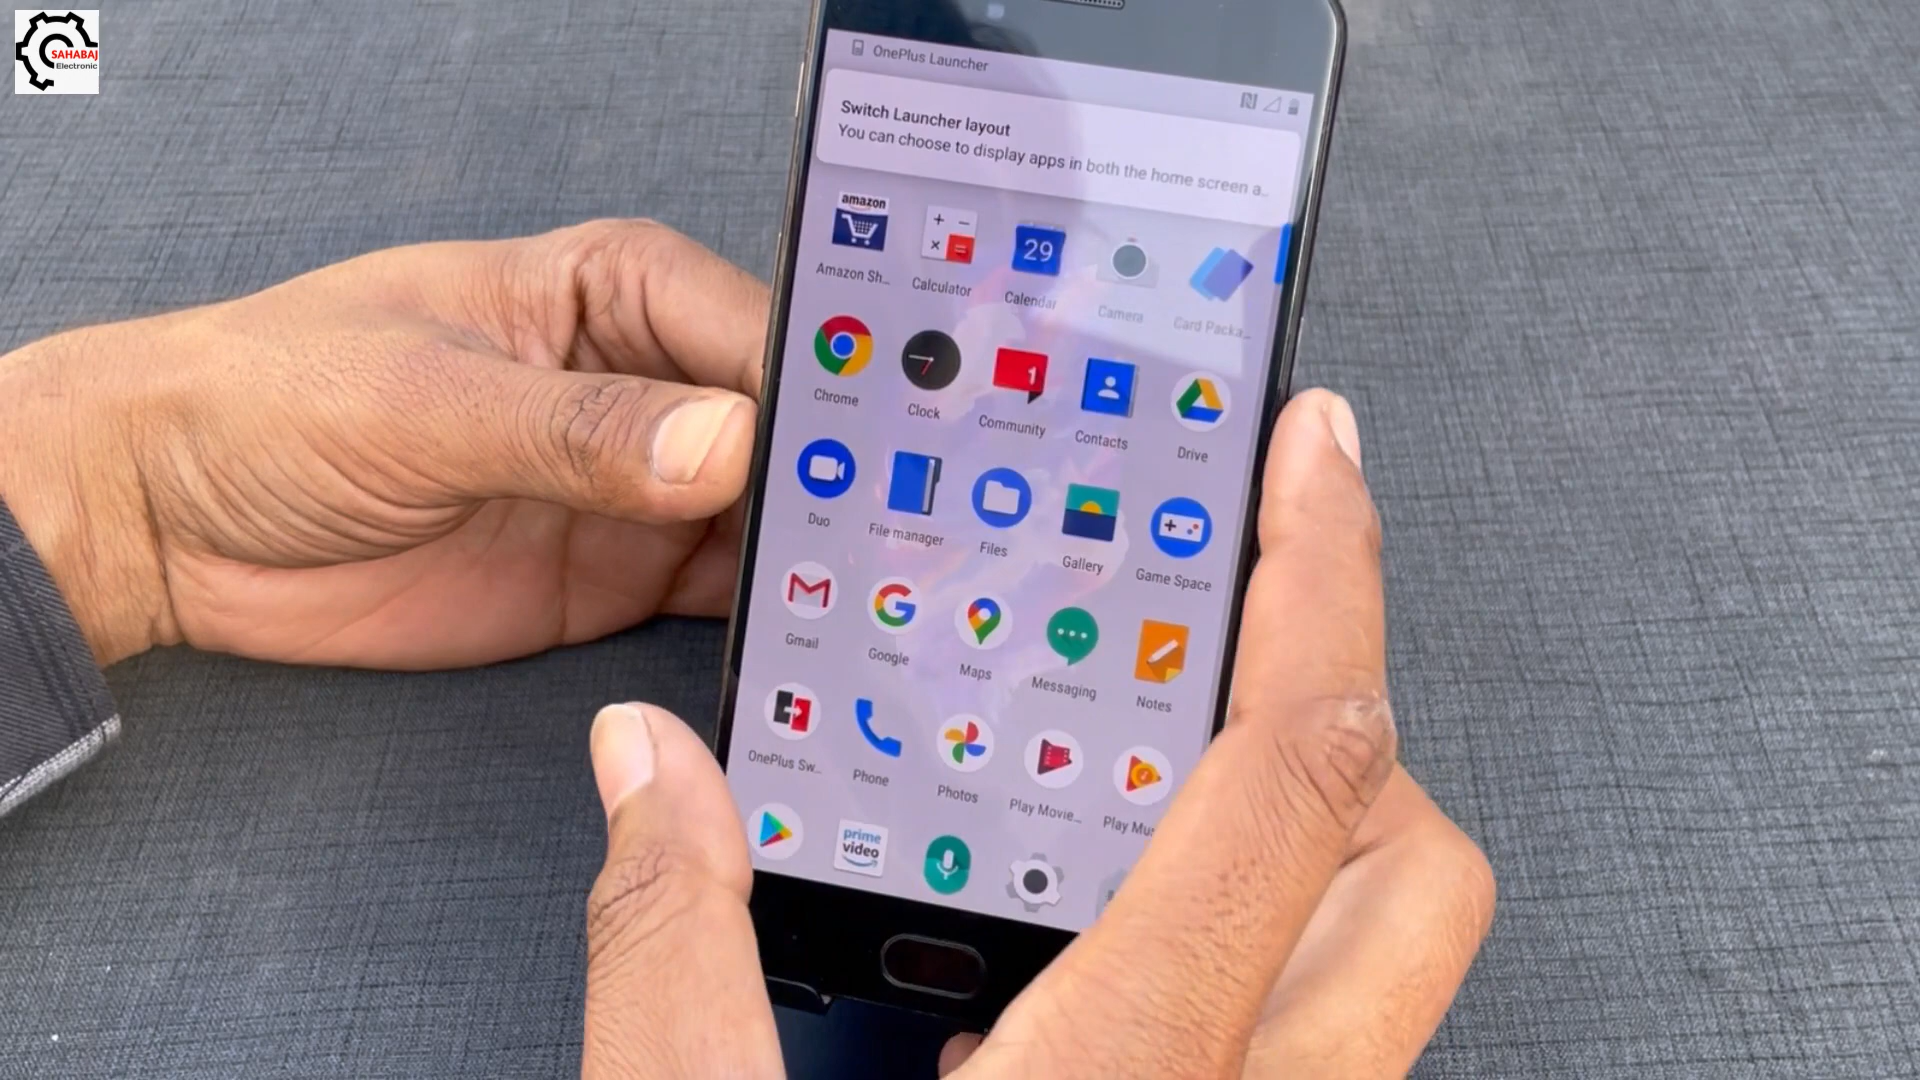 SAHABAJ
Electronic
OnePlus Launcher
Switch Launcher layout
You can choose to display apps in both the home screen a..
amazon
29
Amazon Sh...
Calculator
Calendar
Camera
Card Packa...
1
Chrome
Clock
Community
Contacts
Drive
Duo
File manager
Files
Gallery
Game Space
Gmail
Google
Maps
Messaging
Notes
OnePlus Sw...
Phone
Photos
Play Movie...
Play Mu
prime
video